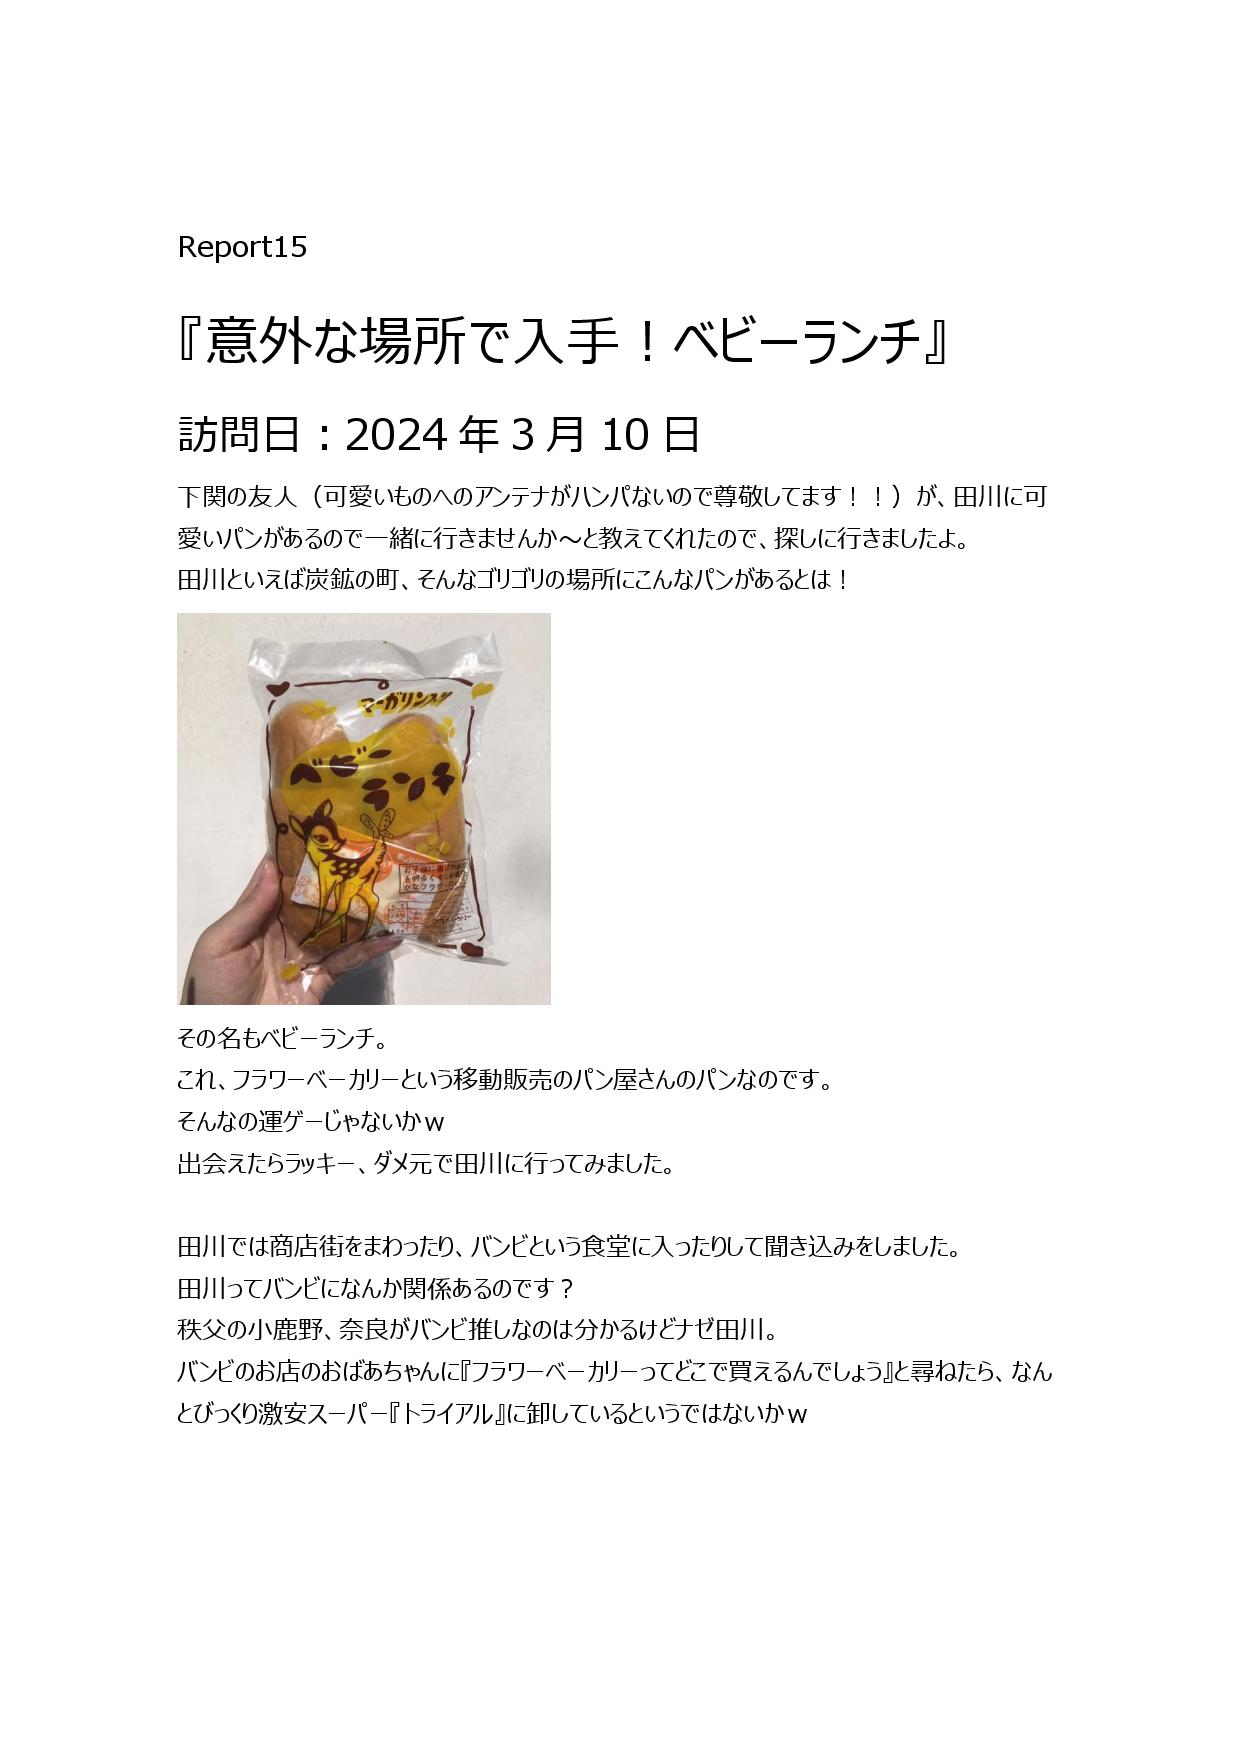 Report15
『意外な場所で入手！ベビーランチ』
訪問日：2024年3月10日
下関の友人（可愛いものへのアンテナがハンパないので尊敬してます！！）が、田川に可
愛いパンがあるので一緒に行きませんか～と教えてくれたので、探しに行きましたよ。
田川といえば炭鉱の町、そんなゴリゴリの場所にこんなパンがあるとは！
マーガリン入り
ベビー
ランチ
その名もベビーランチ。
これ、フラワーベーカリーという移動販売のパン屋さんのパンなのです。
そんなの運ゲーじゃないかｗ
出会えたらラッキー、ダメ元で田川に行ってみました。
田川では商店街をまわったり、バンビという食堂に入ったりして聞き込みをしました。
田川ってバンビになんか関係あるのです？
秩父の小鹿野、奈良がバンビ推しなのは分かるけどナゼ田川。
バンビのお店のおばあちゃんに『フラワーベーカリーってどこで買えるんでしょう』と尋ねたら、なん
とびっくり激安スーパー『トライアル』に卸しているというではないかｗ